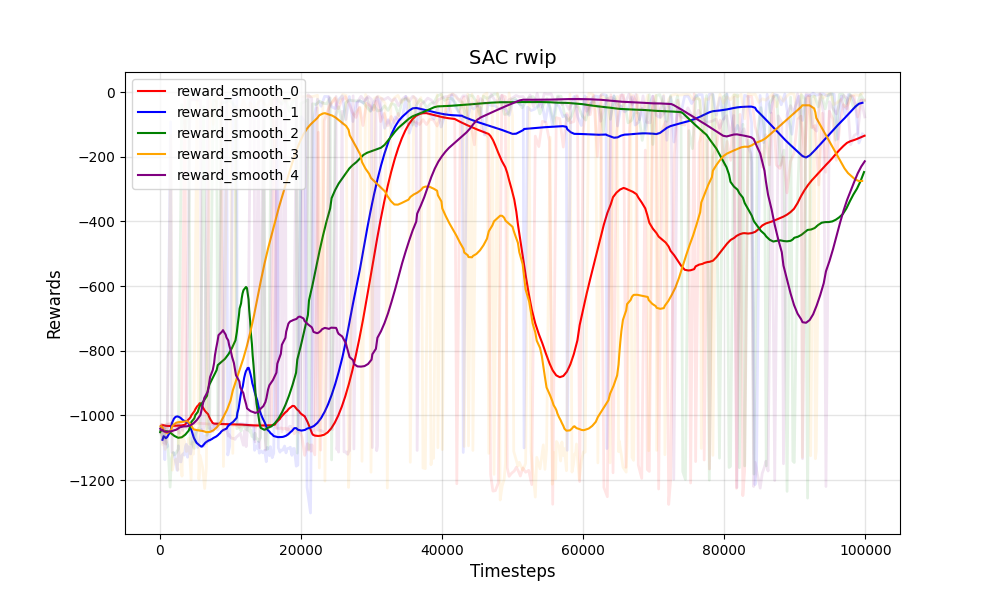 SAC rwip
reward_smooth_0
reward_smooth_1
reward_smooth_2
reward_smooth_3
reward_smooth_4
Rewards
0
−200
−400
−600
−800
−1000
−1200
0 20000 40000 60000 80000 100000
Timesteps